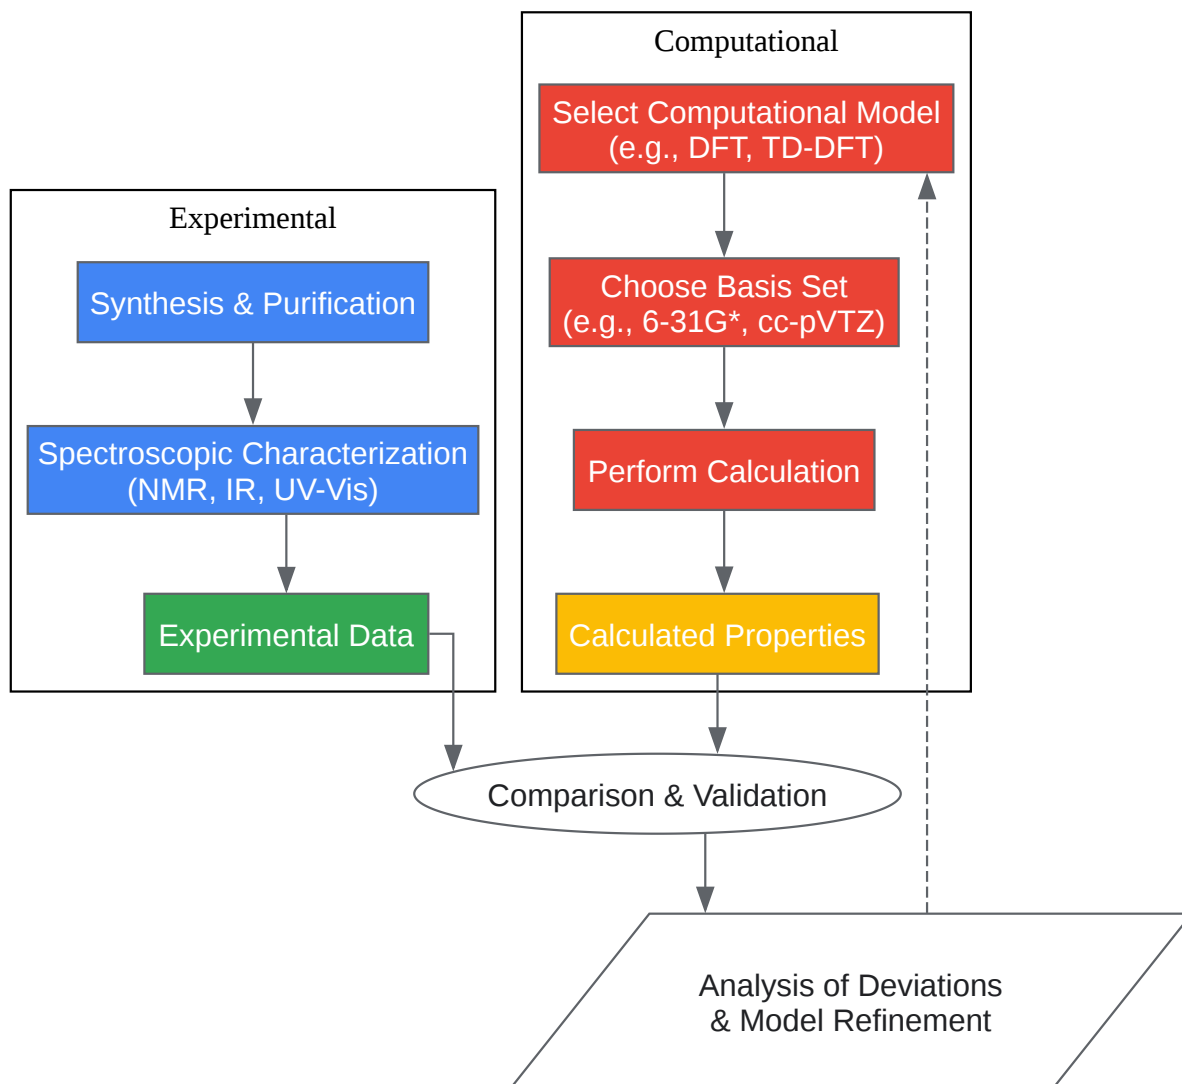 Computational
Select Computational Model
(e.g., DFT, TD-DFT)
Choose Basis Set
(e.g., 6-31G*, cc-pVTZ)
Perform Calculation
Calculated Properties
Experimental
Synthesis & Purification
Spectroscopic Characterization
(NMR, IR, UV-Vis)
Experimental Data
Comparison & Validation
Analysis of Deviations
& Model Refinement